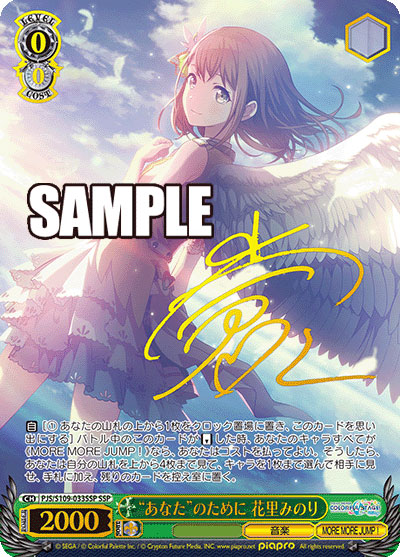 LEVEL
0
0
COST
SAMPLE
自 [① あなたの山札の上から1枚をクロック置場に置き、このカードを思い
出にする] バトル中のこのカードが した時、あなたのキャラすべてが
《MORE MORE JUMP！》なら、あなたはコストを払ってよい。そうしたら、
あなたは自分の山札を上から4枚まで見て、キャラを1枚まで選んで相手に見
せ、手札に加え、残りのカードを控え室に置く。
CH PJS/S109-033SSP SSP
POWER 2000
“あなた”のために 花里みのり
COLORFUL STAGE!
音楽
MORE MORE JUMP！
© SEGA / © Colorful Palette Inc. / © Crypton Future Media, INC. www.piapro.net piapro All rights reserved.